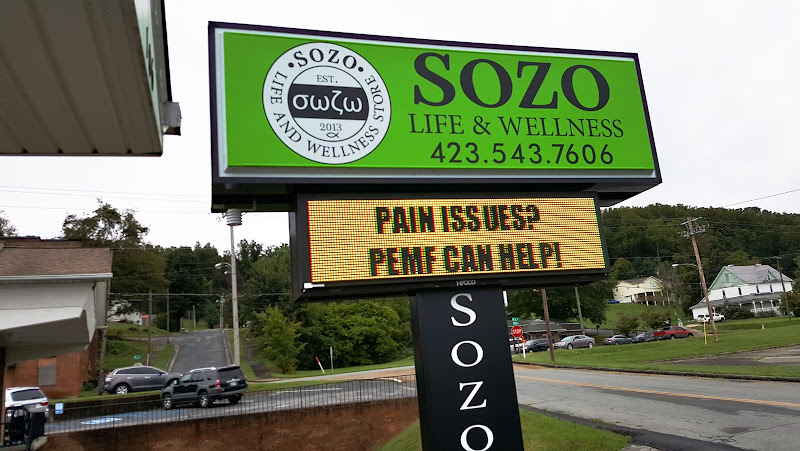 • SOZO •
LIFE AND WELLNESS STORE
EST.
σωζω
2013
SOZO
LIFE & WELLNESS
423.543.7606
PAIN ISSUES?
PEMF CAN HELP!
SOZO
STOP